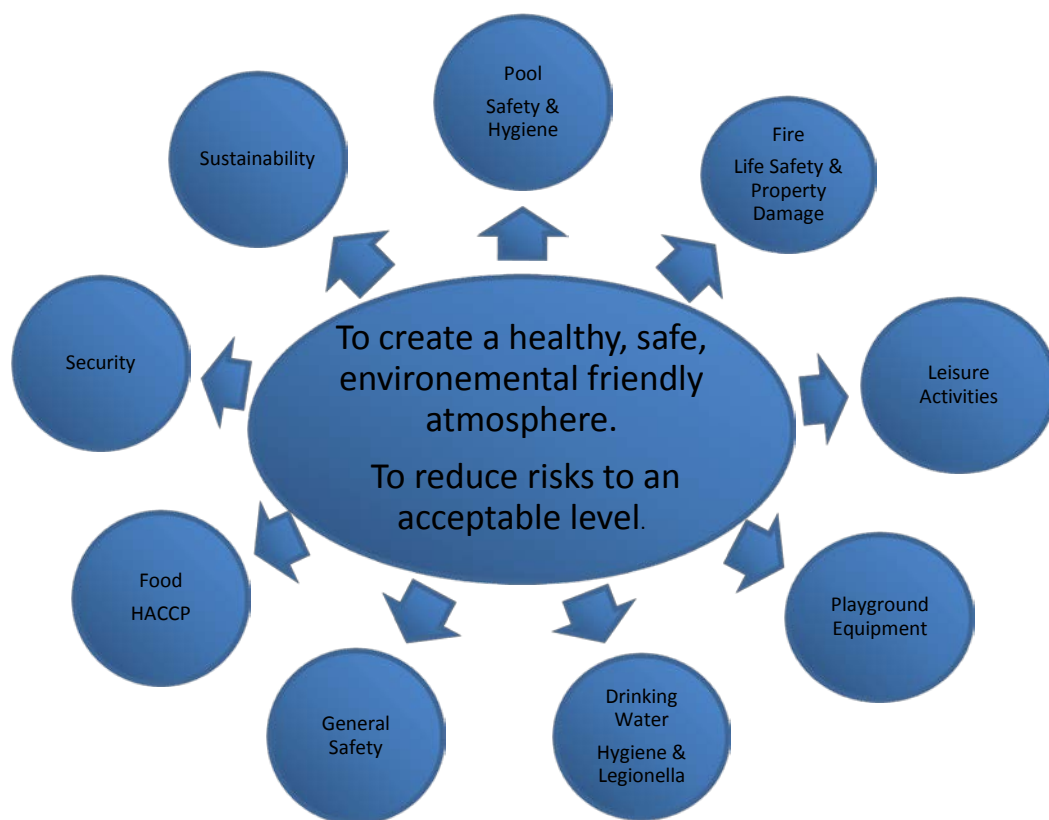 Pool
Safety &
Hygiene
Fire
Life Safety &
Property
Damage
Sustainability
Security
To create a healthy, safe,
environemental friendly
atmosphere.
To reduce risks to an
acceptable level.
Leisure
Activities
Food
HACCP
Playground
Equipment
General
Safety
Drinking
Water
Hygiene &
Legionella